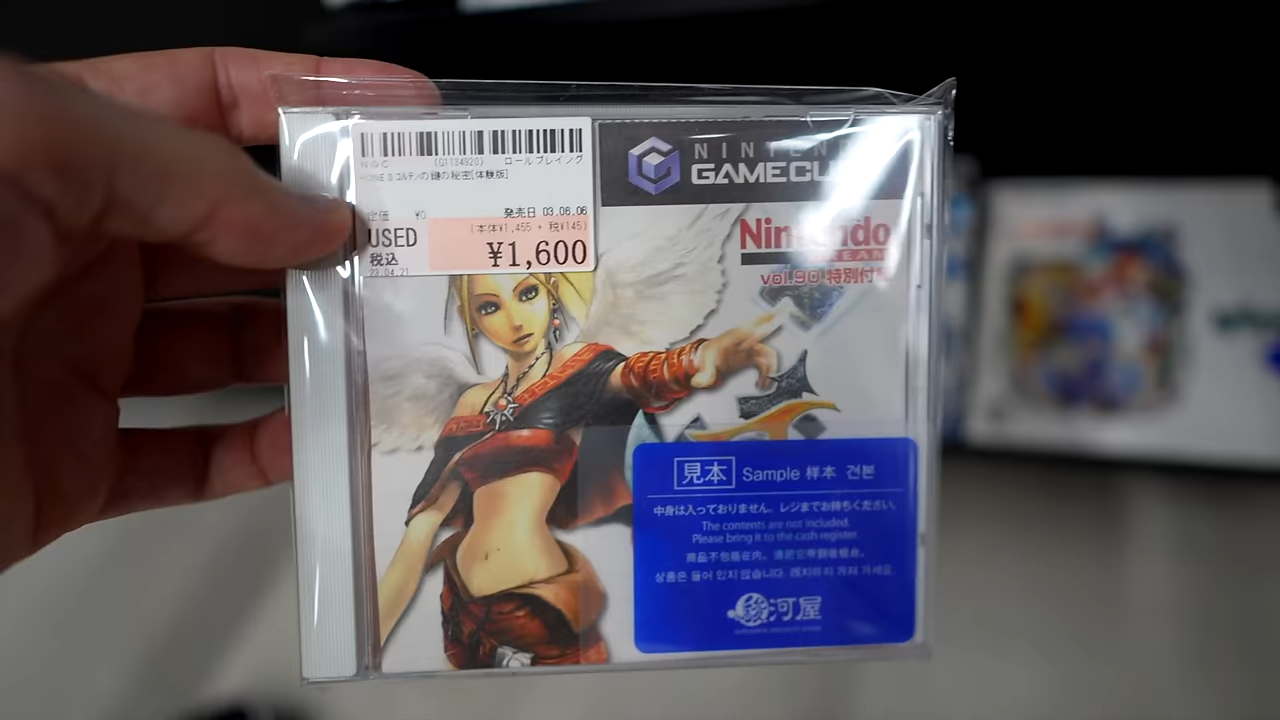 NGC (G1184920) ロールプレイング
ZONE Ⅱ コルテンの鍵の秘密[体験版]
定価 ¥0 発売日 03.06.06
(本体¥1,455 + 税¥145)
USED
税込
¥1,600
23.04.21
NINTEN
GAMECU
Nintendo
vol.90 特別付
見本 Sample 样本 견본
中身は入っておりません。レジまでお持ちください。
The contents are not included.
Please bring it to the cash register.
商品不包括在内。请把它带到收银台。
상품은 들어 있지 않습니다. 레지까지 가져 가세요.
駿河屋